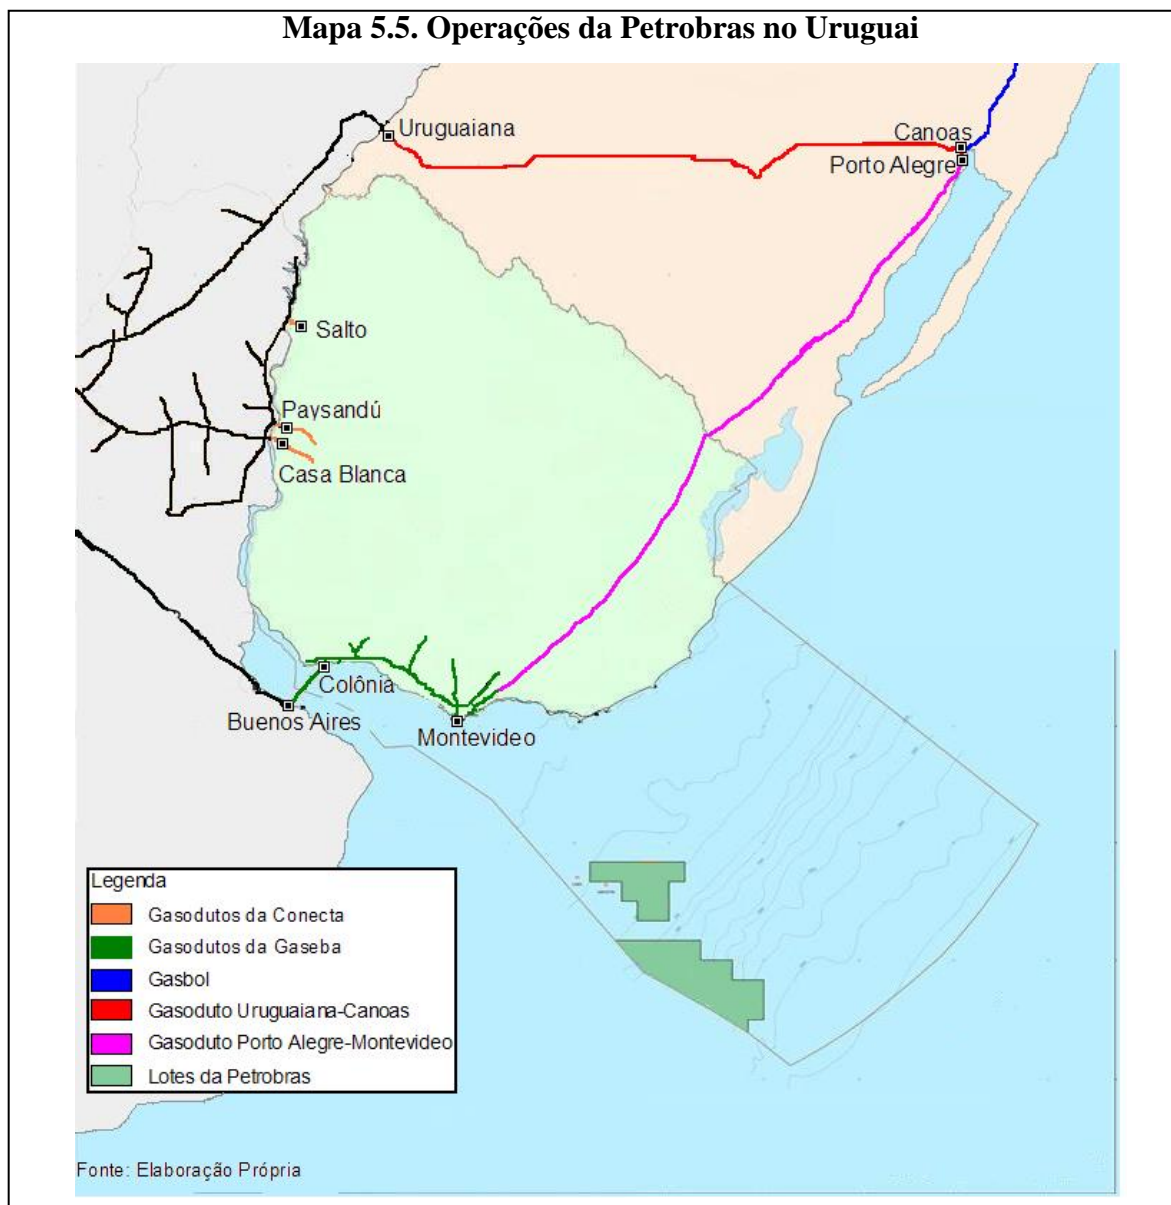 Mapa 5.5. Operações da Petrobras no Uruguai
Uruguaiana
Canoas
Porto Alegre
Salto
Paysandú
Casa Blanca
Colônia
Buenos Aires
Montevideo
Legenda
Gasodutos da Conecta
Gasodutos da Gaseba
Gasbol
Gasoduto Uruguaiana-Canoas
Gasoduto Porto Alegre-Montevideo
Lotes da Petrobras
Fonte: Elaboração Própria